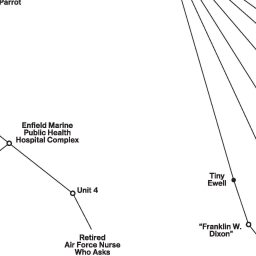 Parrot
Enfield Marine
Public Health
Hospital Complex
Unit 4
Retired
Air Force Nurse
Who Asks
Tiny
Ewell
"Franklin W.
Dixon"